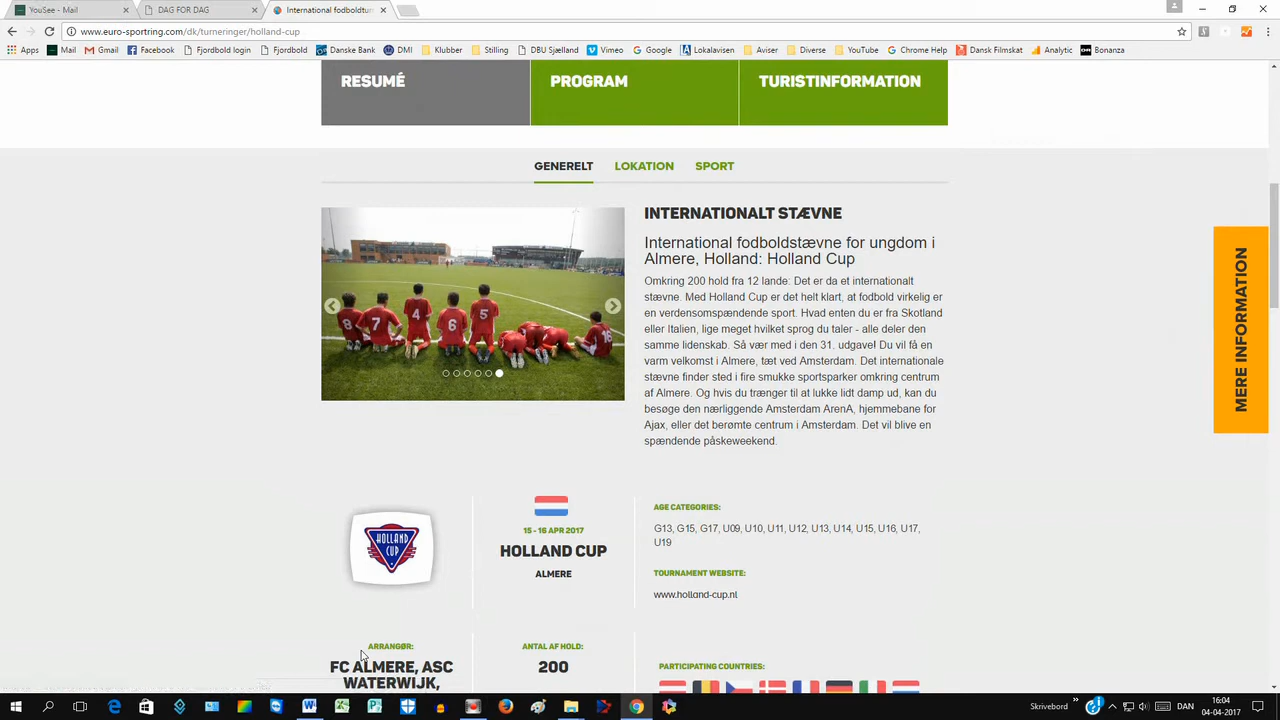 YouSee - Mail
DAG FOR DAG
International fodboldtur
www.euro-sportring.com/dk/turneringer/holland-cup
Apps Mail Gmail Facebook Fjordbold login Fjordbold Danske Bank DMI Klubber Stilling DBU Sjælland Vimeo Google Lokalavisen Aviser Diverse YouTube Chrome Help Dansk Filmskat Analytic Bonanza
RESUMÉ
PROGRAM
TURISTINFORMATION
GENERELT LOKATION SPORT
8 7 4 6 5 16
INTERNATIONALT STÆVNE
International fodboldstævne for ungdom i
Almere, Holland: Holland Cup
Omkring 200 hold fra 12 lande: Det er da et internationalt
stævne. Med Holland Cup er det helt klart, at fodbold virkelig er
en verdensomspændende sport. Hvad enten du er fra Skotland
eller Italien, lige meget hvilket sprog du taler - alle deler den
samme lidenskab. Så vær med i den 31. udgave! Du vil få en
varm velkomst i Almere, tæt ved Amsterdam. Det internationale
stævne finder sted i fire smukke sportsparker omkring centrum
af Almere. Og hvis du trænger til at lukke lidt damp ud, kan du
besøge den nærliggende Amsterdam ArenA, hjemmebane for
Ajax, eller det berømte centrum i Amsterdam. Det vil blive en
spændende påskeweekend.
MERE INFORMATION
HOLLAND
CUP
15 - 16 APR 2017
HOLLAND CUP
ALMERE
AGE CATEGORIES:
G13, G15, G17, U09, U10, U11, U12, U13, U14, U15, U16, U17,
U19
TOURNAMENT WEBSITE:
www.holland-cup.nl
ARRANGØR:
FC ALMERE, ASC
WATERWIJK,
ANTAL AF HOLD:
200
PARTICIPATING COUNTRIES:
Skrivebord
DAN
16:04
04-04-2017